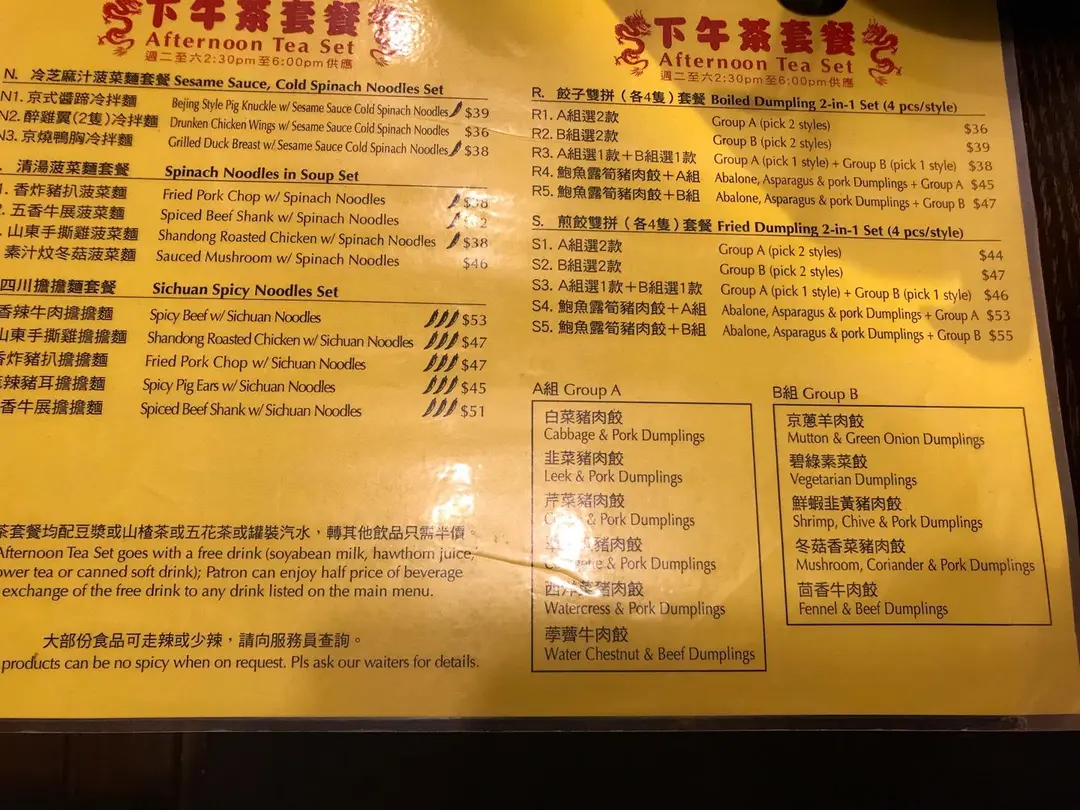 下午茶套餐
Afternoon Tea Set
週二至六2:30pm至6:00pm供應
N. 冷芝麻汁菠菜麵套餐 Sesame Sauce, Cold Spinach Noodles Set
N1. 京式醬蹄冷拌麵 Bejing Style Pig Knuckle w/ Sesame Sauce Cold Spinach Noodles $39
N2. 醉雞翼(2隻)冷拌麵 Drunken Chicken Wings w/ Sesame Sauce Cold Spinach Noodles $36
N3. 京燒鴨胸冷拌麵 Grilled Duck Breast w/ Sesame Sauce Cold Spinach Noodles $38
清湯菠菜麵套餐 Spinach Noodles in Soup Set
香炸豬扒菠菜麵 Fried Pork Chop w/ Spinach Noodles
2. 五香牛展菠菜麵 Spiced Beef Shank w/ Spinach Noodles
山東手撕雞菠菜麵 Shandong Roasted Chicken w/ Spinach Noodles $38
素汁炆冬菇菠菜麵 Sauced Mushroom w/ Spinach Noodles $46
四川擔擔麵套餐 Sichuan Spicy Noodles Set
香辣牛肉擔擔麵 Spicy Beef w/ Sichuan Noodles $53
山東手撕雞擔擔麵 Shandong Roasted Chicken w/ Sichuan Noodles $47
香炸豬扒擔擔麵 Fried Pork Chop w/ Sichuan Noodles $47
辣豬耳擔擔麵 Spicy Pig Ears w/ Sichuan Noodles $45
香牛展擔擔麵 Spiced Beef Shank w/ Sichuan Noodles $51
茶套餐均配豆漿或山楂茶或五花茶或罐裝汽水，轉其他飲品只需半價。
Afternoon Tea Set goes with a free drink (soyabean milk, hawthorn juice,
ower tea or canned soft drink); Patron can enjoy half price of beverage
exchange of the free drink to any drink listed on the main menu.
大部份食品可走辣或少辣，請向服務員查詢。
products can be no spicy when on request. Pls ask our waiters for details.
下午茶套餐
Afternoon Tea Set
週二至六2:30pm至6:00pm供應
R. 餃子雙拼（各4隻）套餐 Boiled Dumpling 2-in-1 Set (4 pcs/style)
R1. A組選2款 Group A (pick 2 styles) $36
R2. B組選2款 Group B (pick 2 styles) $39
R3. A組選1款＋B組選1款 Group A (pick 1 style) + Group B (pick 1 style) $38
R4. 鮑魚露筍豬肉餃＋A組 Abalone, Asparagus & pork Dumplings + Group A $45
R5. 鮑魚露筍豬肉餃＋B組 Abalone, Asparagus & pork Dumplings + Group B $47
S. 煎餃雙拼（各4隻）套餐 Fried Dumpling 2-in-1 Set (4 pcs/style)
S1. A組選2款 Group A (pick 2 styles) $44
S2. B組選2款 Group B (pick 2 styles) $47
S3. A組選1款＋B組選1款 Group A (pick 1 style) + Group B (pick 1 style) $46
S4. 鮑魚露筍豬肉餃＋A組 Abalone, Asparagus & pork Dumplings + Group A $53
S5. 鮑魚露筍豬肉餃＋B組 Abalone, Asparagus & pork Dumplings + Group B $55
A組 Group A
白菜豬肉餃
Cabbage & Pork Dumplings
韭菜豬肉餃
Leek & Pork Dumplings
芹菜豬肉餃
& Pork Dumplings
豬肉餃
& Pork Dumplings
西洋菜豬肉餃
Watercress & Pork Dumplings
荸薺牛肉餃
Water Chestnut & Beef Dumplings
B組 Group B
京蔥羊肉餃
Mutton & Green Onion Dumplings
碧綠素菜餃
Vegetarian Dumplings
鮮蝦韭黃豬肉餃
Shrimp, Chive & Pork Dumplings
冬菇香菜豬肉餃
Mushroom, Coriander & Pork Dumplings
茴香牛肉餃
Fennel & Beef Dumplings